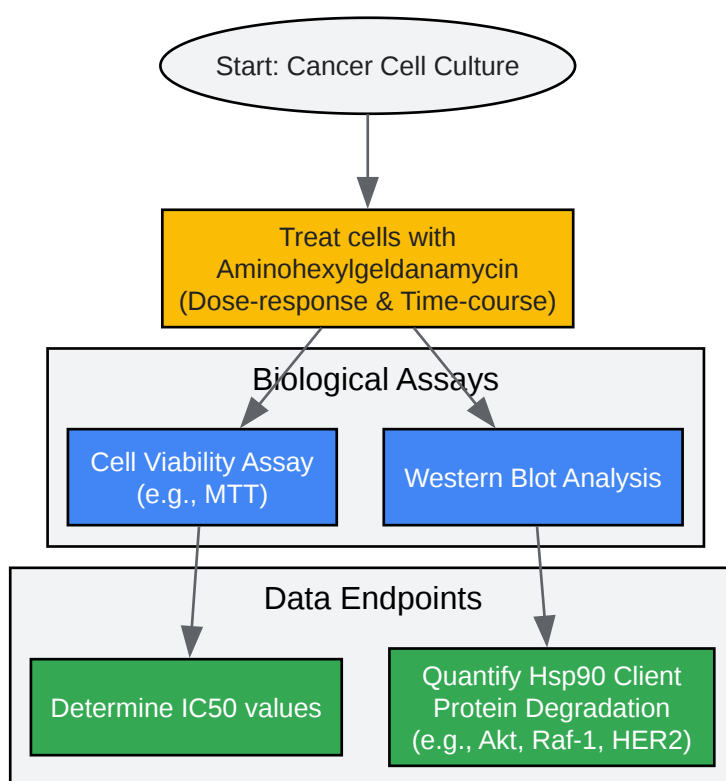 Start: Cancer Cell Culture
Treat cells with
Aminohexylgeldanamycin
(Dose-response & Time-course)
Biological Assays
Cell Viability Assay
(e.g., MTT)
Western Blot Analysis
Data Endpoints
Determine IC50 values
Quantify Hsp90 Client
Protein Degradation
(e.g., Akt, Raf-1, HER2)